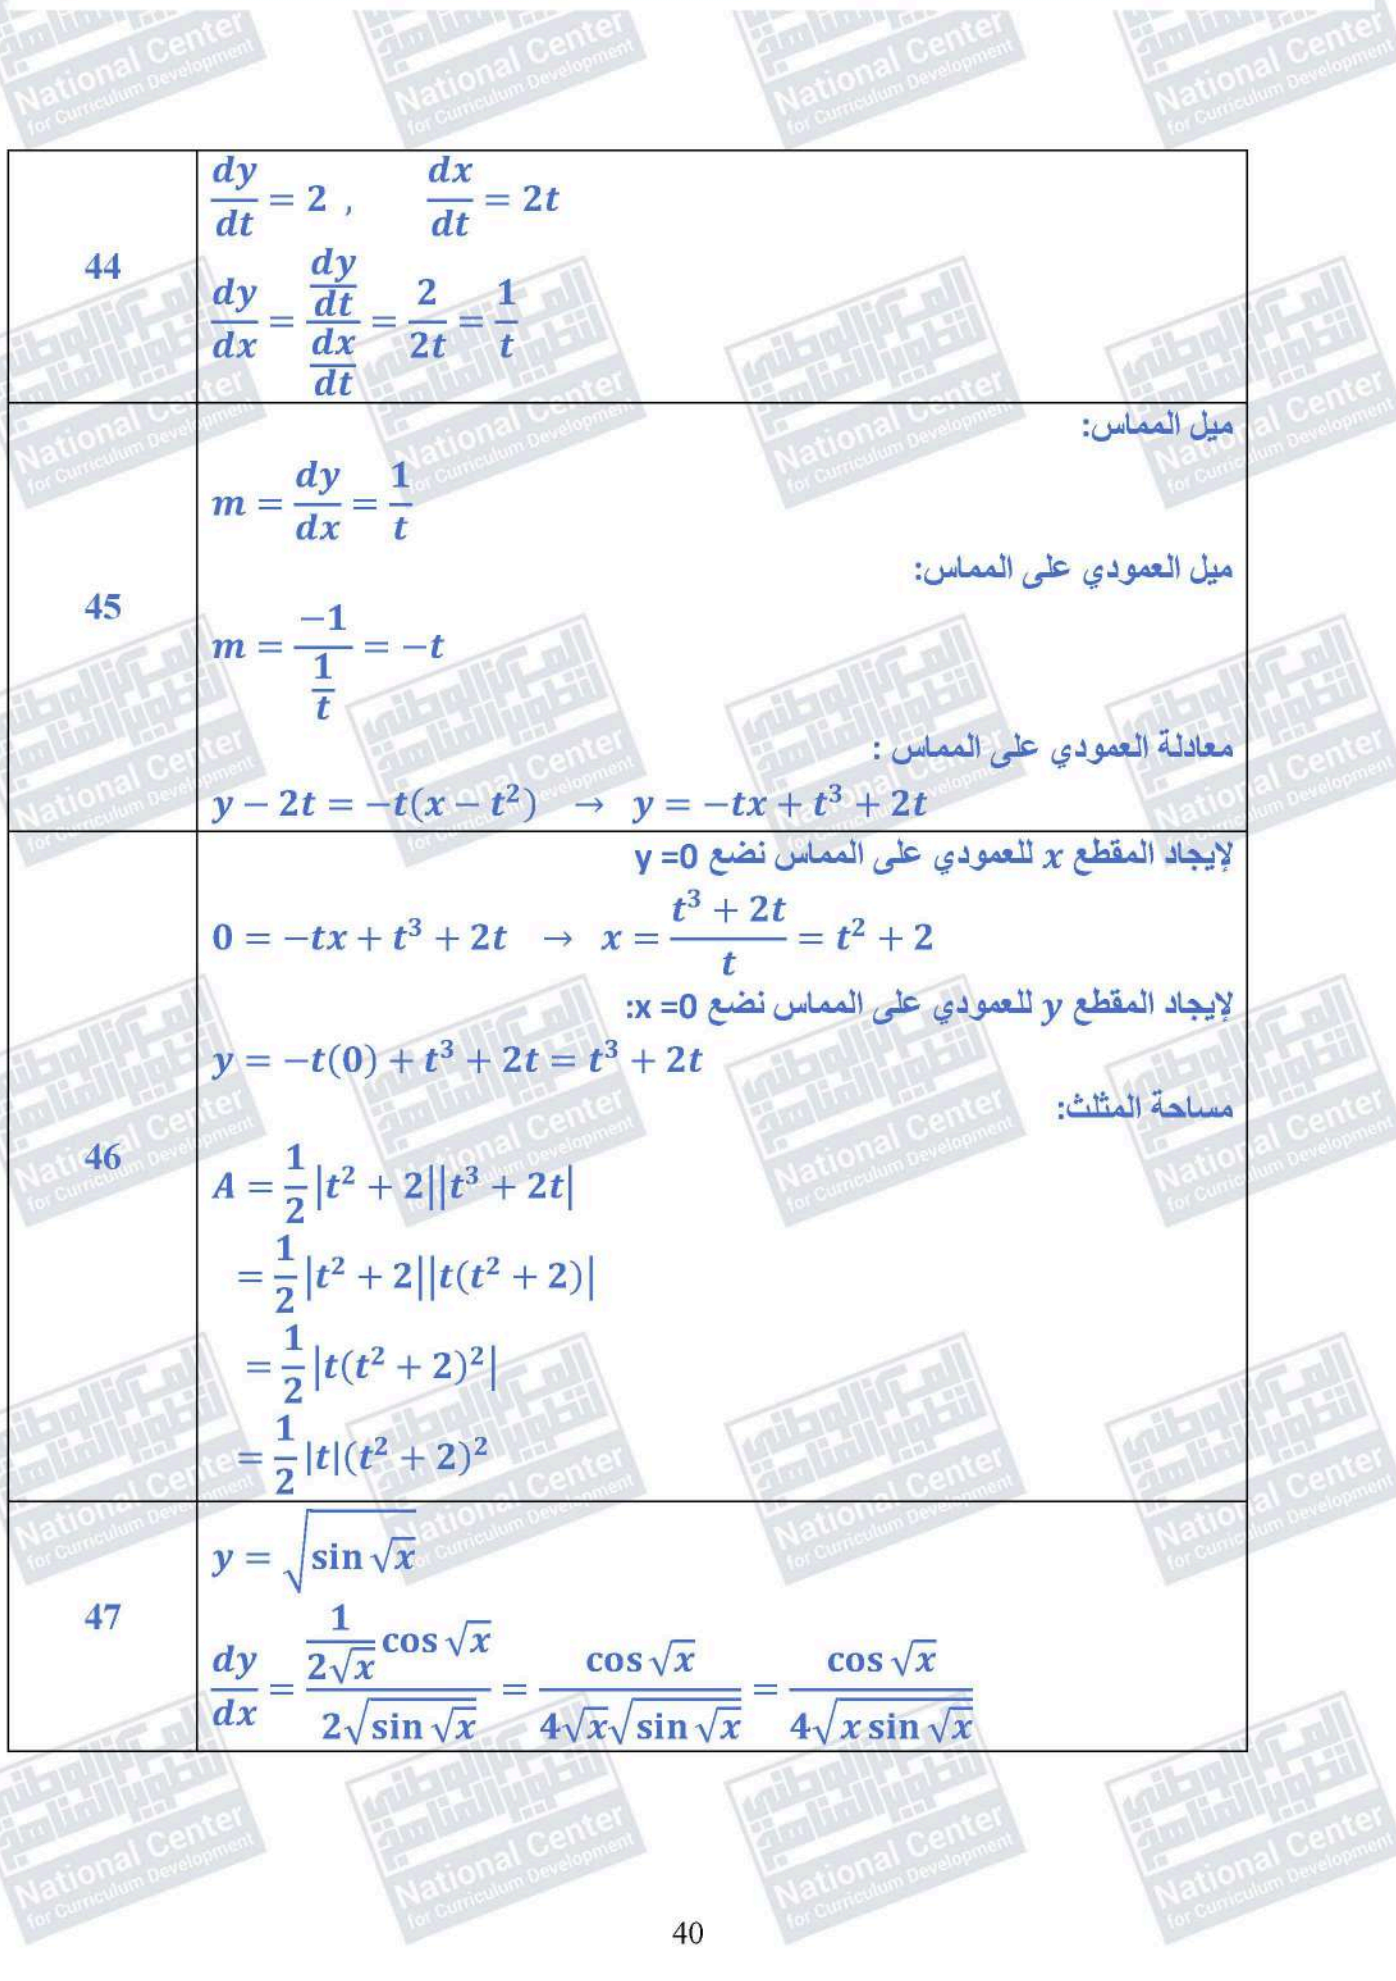 44
dy/dt = 2 , dx/dt = 2t
dy/dx = (dy/dt)/(dx/dt) = 2/2t = 1/t
45
ميل المماس:
m = dy/dx = 1/t
ميل العمودي على المماس:
m = −1/(1/t) = −t
معادلة العمودي على المماس :
y − 2t = −t(x − t²) → y = −tx + t³ + 2t
46
لإيجاد المقطع x للعمودي على المماس نضع y =0
0 = −tx + t³ + 2t → x = (t³ + 2t)/t = t² + 2
لإيجاد المقطع y للعمودي على المماس نضع x =0:
y = −t(0) + t³ + 2t = t³ + 2t
مساحة المثلث:
A = 1/2 |t² + 2||t³ + 2t|
= 1/2 |t² + 2||t(t² + 2)|
= 1/2 |t(t² + 2)²|
= 1/2 |t|(t² + 2)²
47
y = √(sin √x)
dy/dx = (1/(2√x) cos √x)/(2√(sin √x)) = cos √x/(4√x√(sin √x)) = cos √x/(4√(x sin √x))
40
المركز الوطني
لتطوير المناهج
National Center
for Curriculum Development